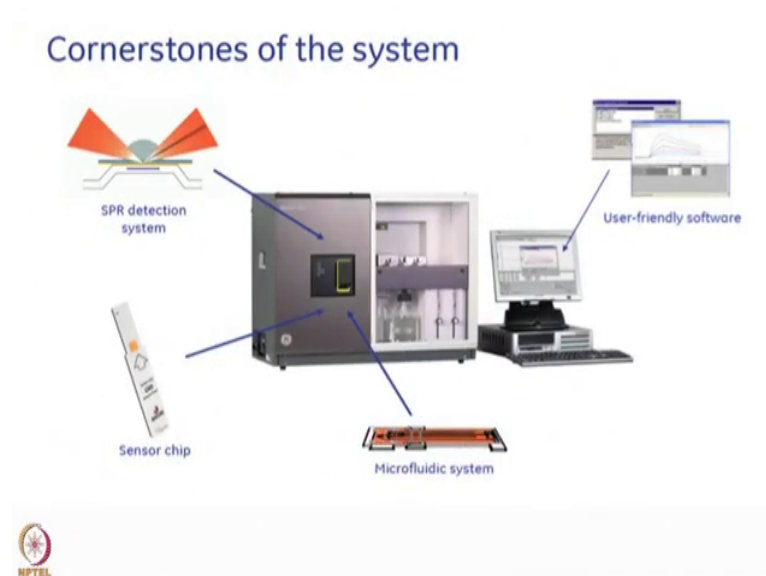 Cornerstones of the system
SPR detection
system
User-friendly software
Sensor chip
Microfluidic system
NPTEL